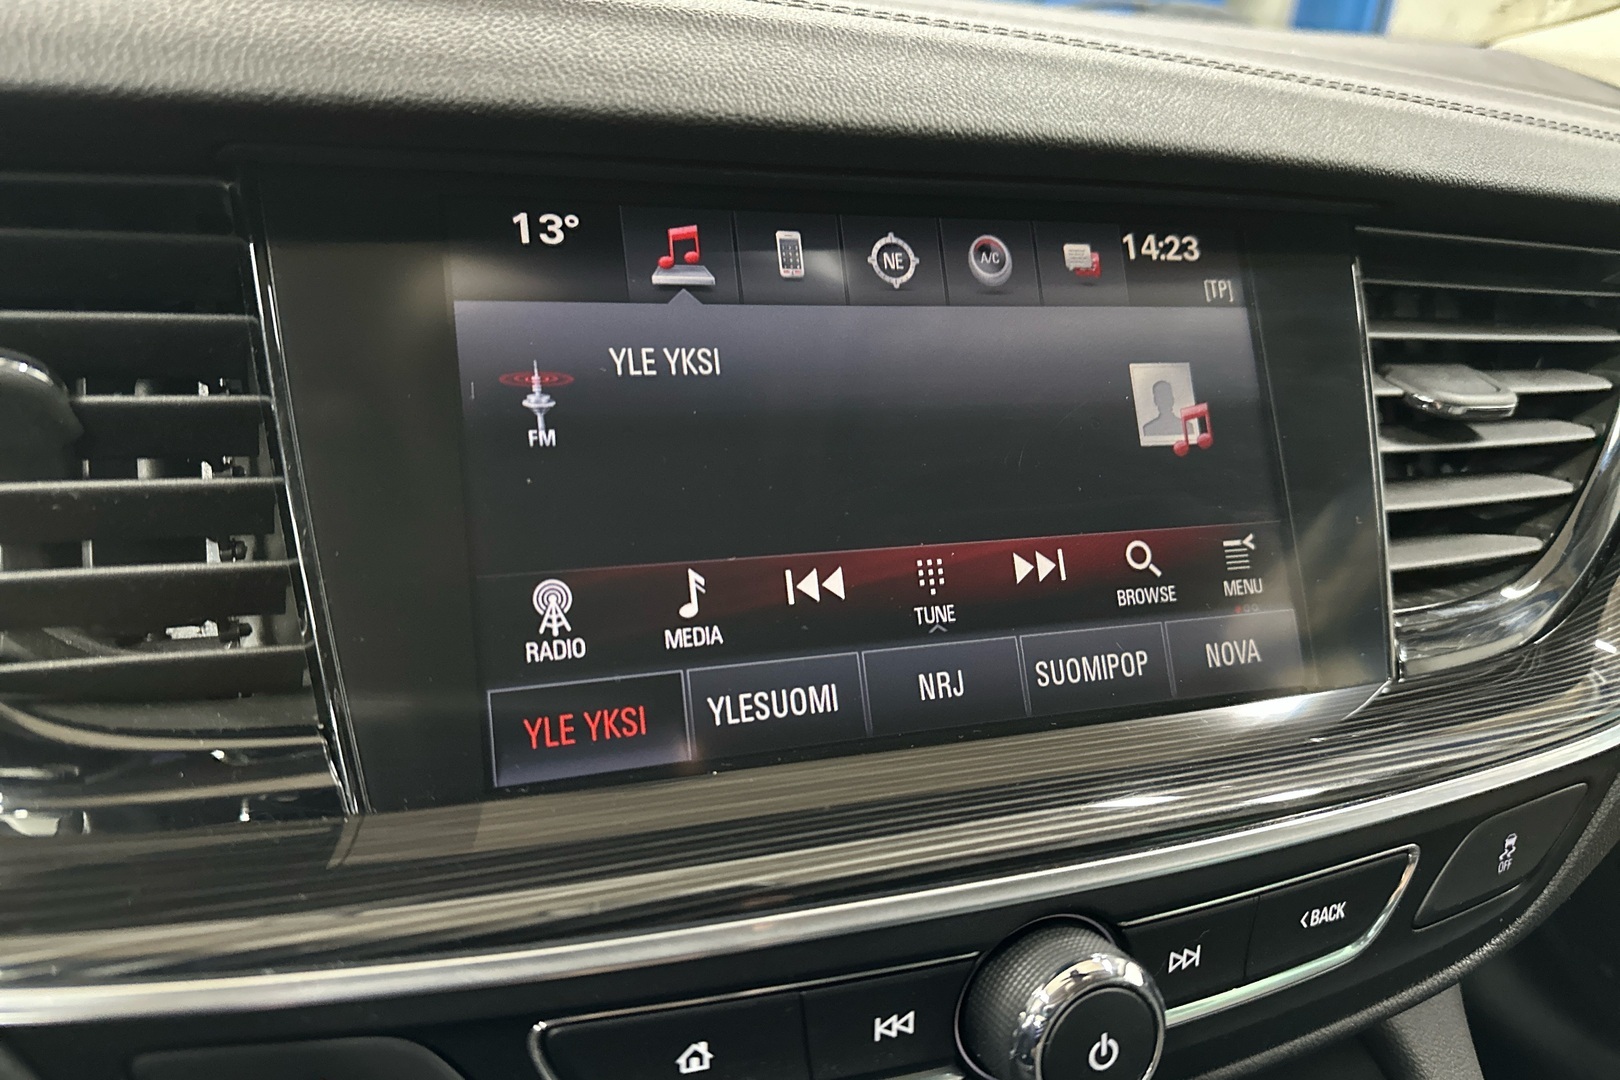 13°
NE
A/C
14:23
[TP]
YLE YKSI
FM
RADIO
MEDIA
TUNE
BROWSE
MENU
YLE YKSI
YLESUOMI
NRJ
SUOMIPOP
NOVA
OFF
BACK